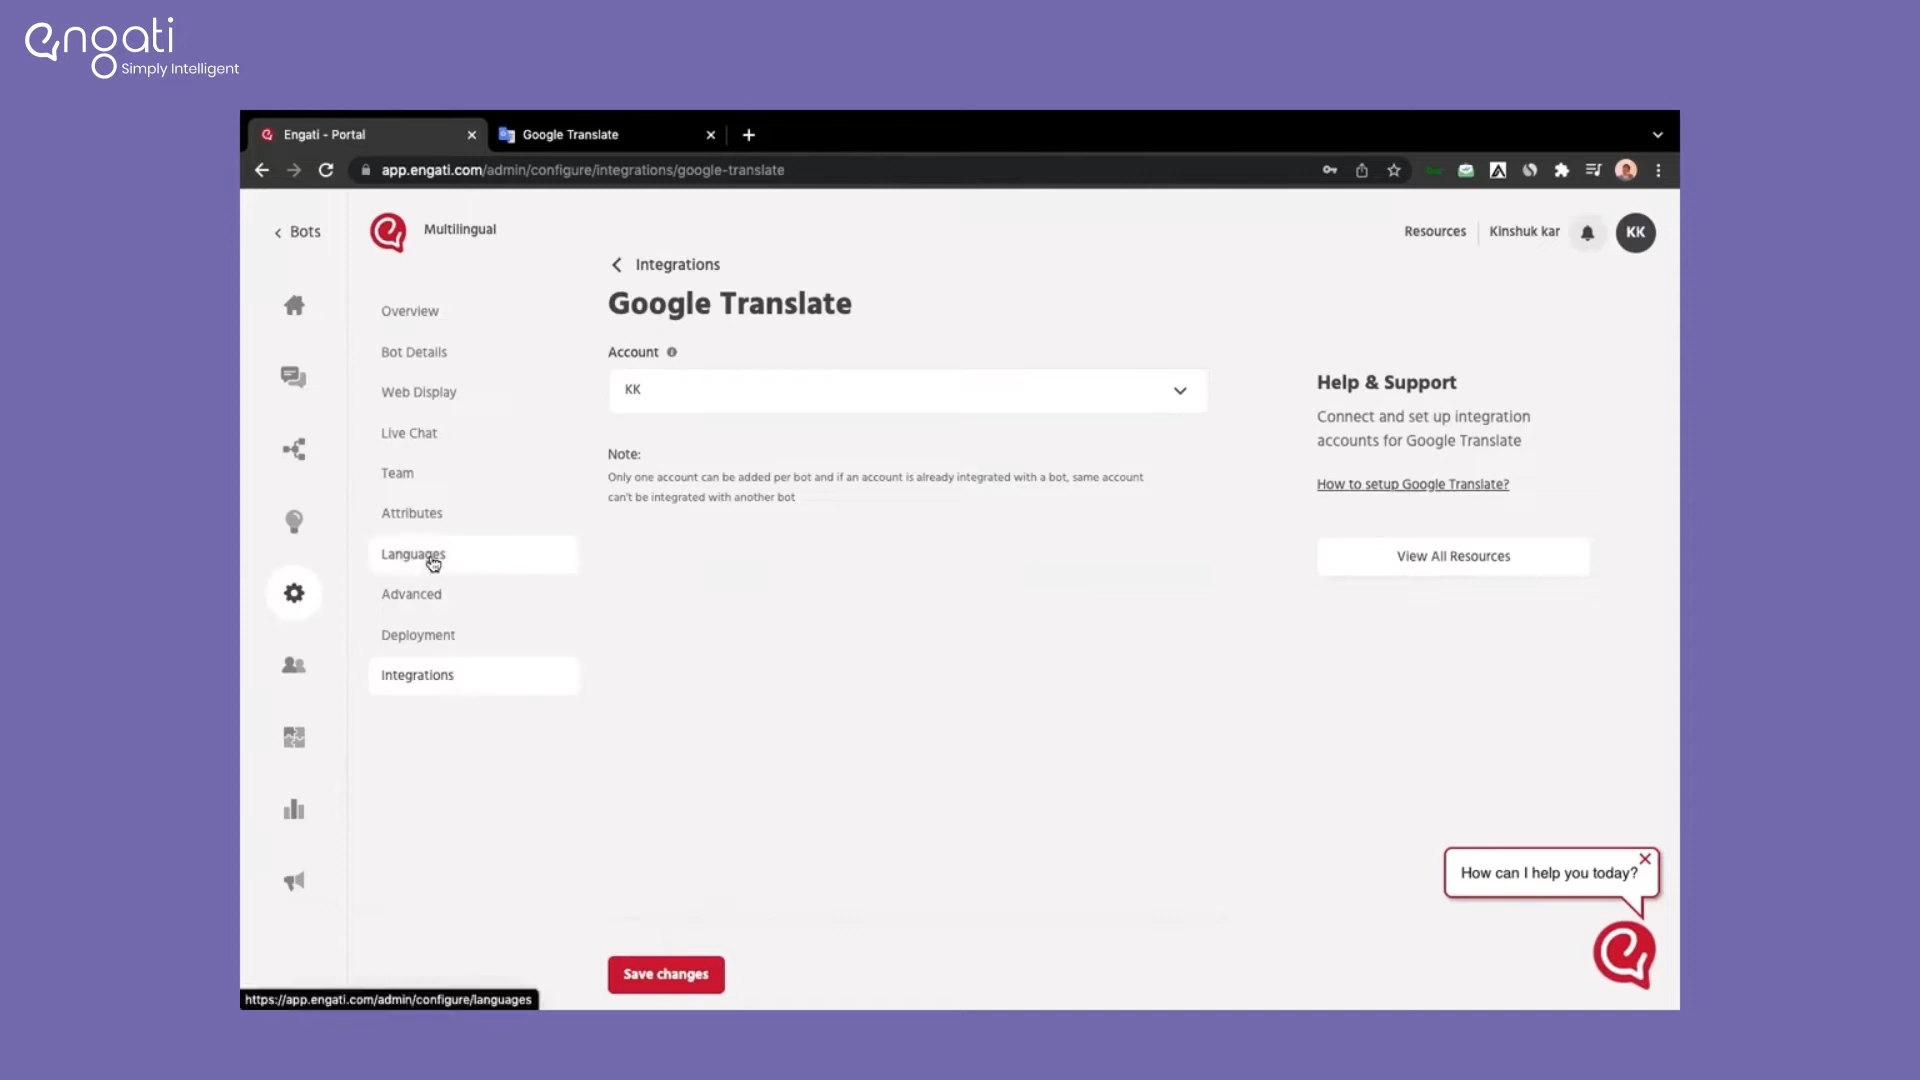 engati
Simply Intelligent
Engati - Portal
Google Translate
app.engati.com/admin/configure/integrations/google-translate
Bots
Multilingual
Resources
Kinshuk kar
KK
Integrations
Google Translate
Overview
Bot Details
Web Display
Live Chat
Team
Attributes
Languages
Advanced
Deployment
Integrations
Account
KK
Note:
Only one account can be added per bot and if an account is already integrated with a bot, same account
can't be integrated with another bot
Help & Support
Connect and set up integration
accounts for Google Translate
How to setup Google Translate?
View All Resources
How can I help you today?
Save changes
https://app.engati.com/admin/configure/languages